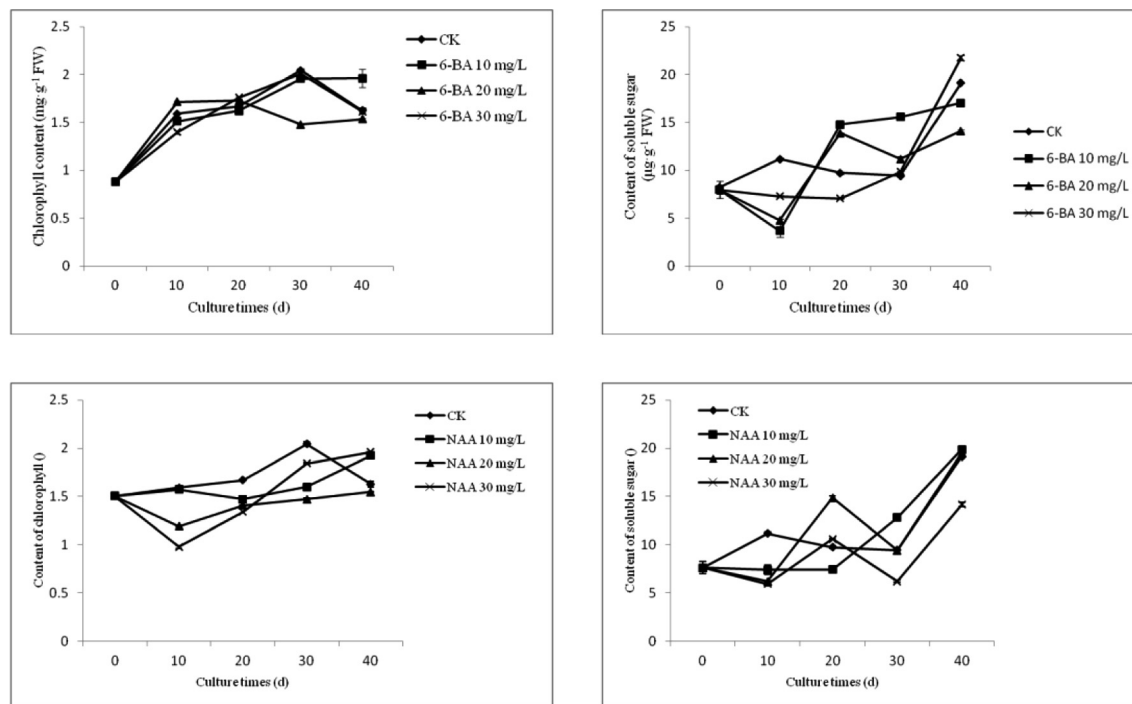 2.5
2
1.5
1
0.5
0
0 10 20 30 40
Chlorophyll content (mg· g⁻¹ FW)
Culture times (d)
CK
6-BA 10 mg/L
6-BA 20 mg/L
6-BA 30 mg/L
25
20
15
10
5
0
0 10 20 30 40
Content of soluble sugar
(µg·g⁻¹ FW)
Culture times (d)
CK
6-BA 10 mg/L
6-BA 20 mg/L
6-BA 30 mg/L
2.5
2
1.5
1
0.5
0
0 10 20 30 40
Content of chlorophyll ()
Culture times (d)
CK
NAA 10 mg/L
NAA 20 mg/L
NAA 30 mg/L
25
20
15
10
5
0
0 10 20 30 40
Content of soluble sugar ()
Culture times (d)
CK
NAA 10 mg/L
NAA 20 mg/L
NAA 30 mg/L